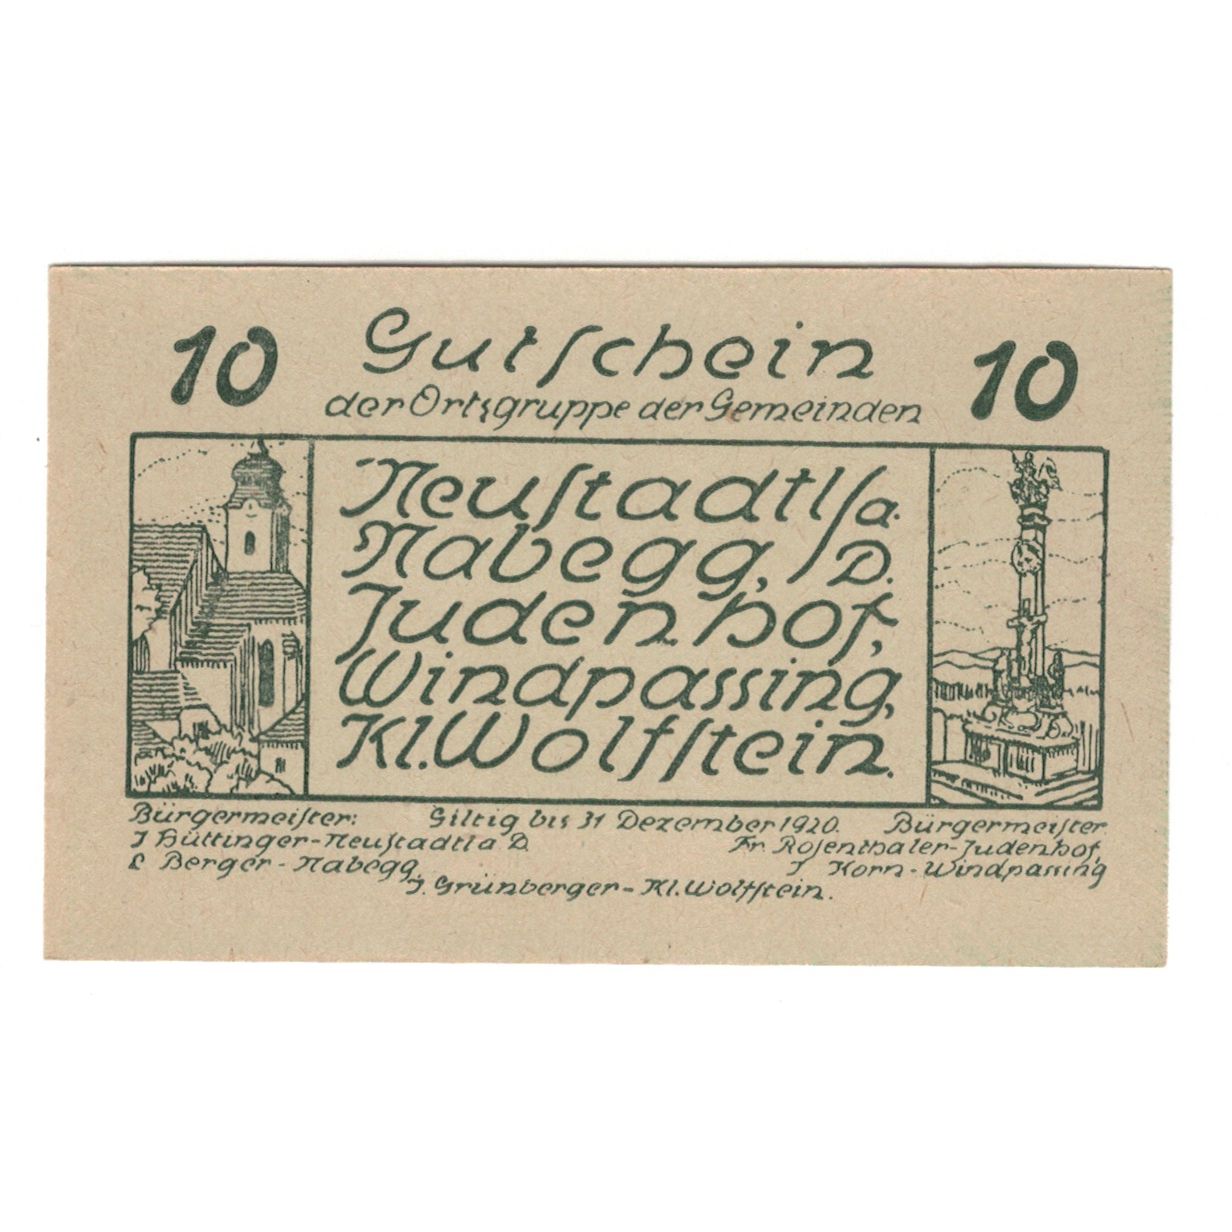 10 Gutschein 10
der Ortsgruppe der Gemeinden
Neustadtl/a.
Nabegg, D.
Judenhof,
Windpassing,
Kl. Wolfstein.
Bürgermeister: Giltig bis 31 Dezember 1920. Bürgermeister
J Hüttinger-Neustadtl a D. Fr. Rosenthaler-Judenhof,
L Berger - Nabegg, J Korn - Windpassing
J. Grünberger - Kl. Wolfstein.